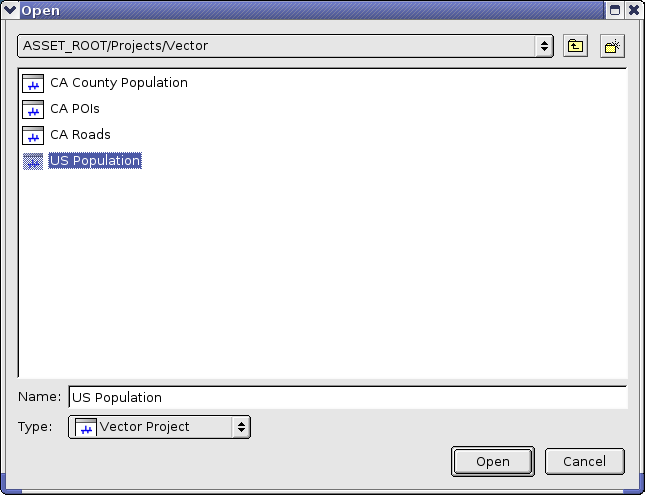 Open
ASSET_ROOT/Projects/Vector
CA County Population
CA POIs
CA Roads
US Population
Name: US Population
Type: Vector Project
Open Cancel